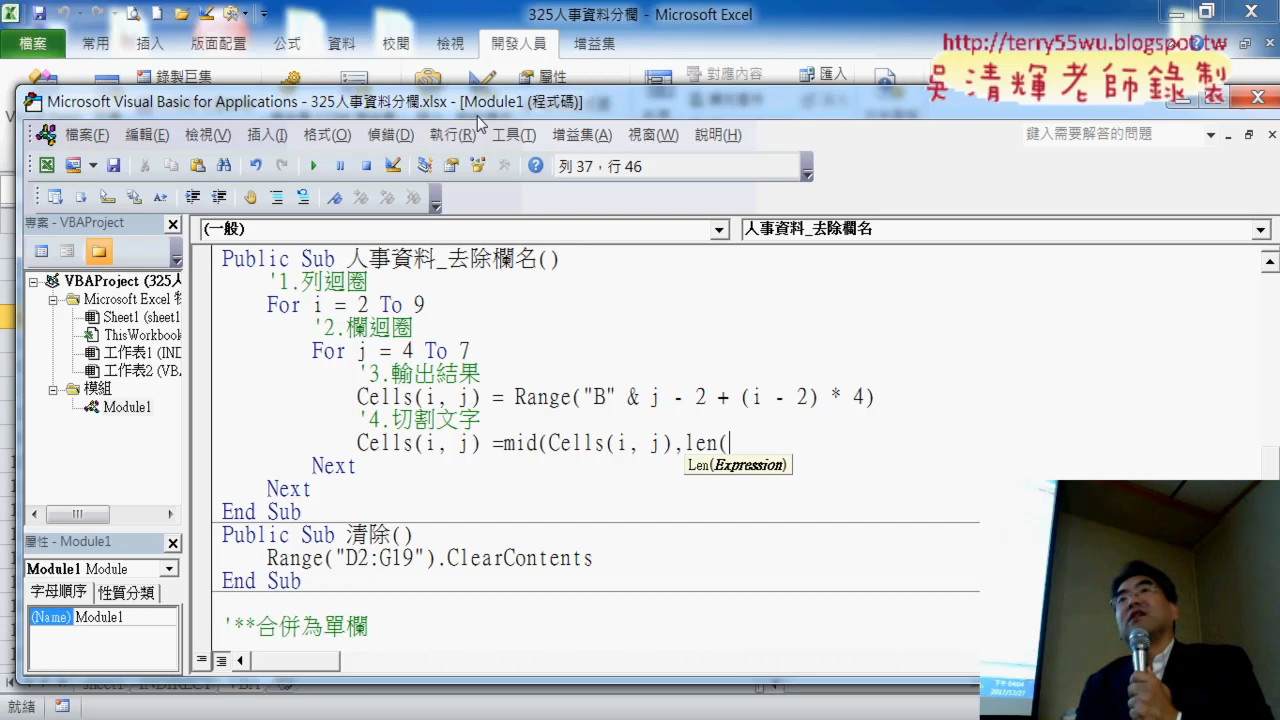 325人事資料分欄 - Microsoft Excel
檔案 常用 插入 版面配置 公式 資料 校閱 檢視 開發人員 增益集
http://terry55wu.blogspot.tw
吳清輝老師錄製
錄製巨集 屬性 對應內容 匯入
Microsoft Visual Basic for Applications - 325人事資料分欄.xlsx - [Module1 (程式碼)]
檔案(F) 編輯(E) 檢視(V) 插入(I) 格式(O) 偵錯(D) 執行(R) 工具(T) 增益集(A) 視窗(W) 說明(H) 鍵入需要解答的問題
列 37，行 46
專案 - VBAProject
(一般) 人事資料_去除欄名
VBAProject (325人
Microsoft Excel 物
Sheet1 (sheet1
ThisWorkbook
工作表1 (IND
工作表2 (VB
模組
Module1
Public Sub 人事資料_去除欄名()
'1.列迴圈
For i = 2 To 9
'2.欄迴圈
For j = 4 To 7
'3.輸出結果
Cells(i, j) = Range("B" & j - 2 + (i - 2) * 4)
'4.切割文字
Cells(i, j) =mid(Cells(i, j),len(
Len(Expression)
Next
Next
End Sub
Public Sub 清除()
Range("D2:G19").ClearContents
End Sub
'**合併為單欄
屬性 - Module1
Module1 Module
字母順序 性質分類
(Name) Module1
就緒
下午 04:04
2017/12/27